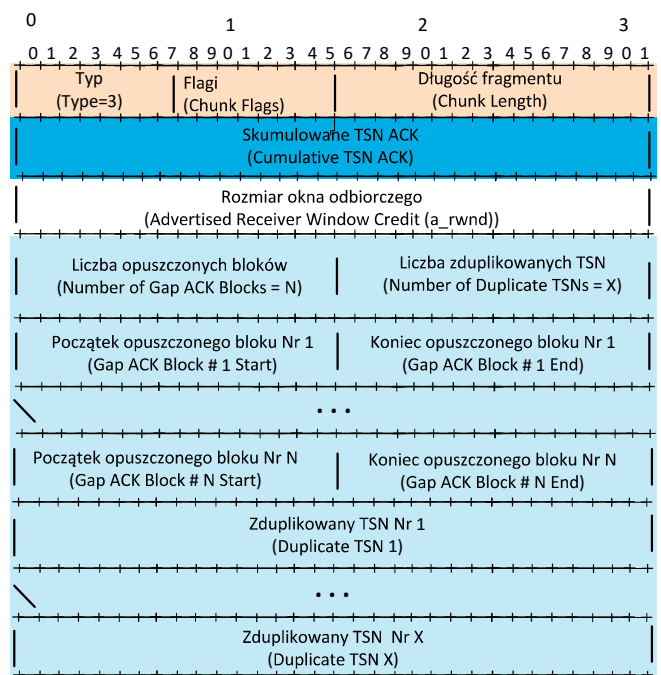 0 1 2 3
0 1 2 3 4 5 6 7 8 9 0 1 2 3 4 5 6 7 8 9 0 1 2 3 4 5 6 7 8 9 0 1
Typ Flagi Długość fragmentu
(Type=3) (Chunk Flags) (Chunk Length)
Skumulowane TSN ACK
(Cumulative TSN ACK)
Rozmiar okna odbiorczego
(Advertised Receiver Window Credit (a_rwnd))
Liczba opuszczonych bloków Liczba zduplikowanych TSN
(Number of Gap ACK Blocks = N) (Number of Duplicate TSNs = X)
Początek opuszczonego bloku Nr 1 Koniec opuszczonego bloku Nr 1
(Gap ACK Block # 1 Start) (Gap ACK Block # 1 End)
• • •
Początek opuszczonego bloku Nr N Koniec opuszczonego bloku Nr N
(Gap ACK Block # N Start) (Gap ACK Block # N End)
Zduplikowany TSN Nr 1
(Duplicate TSN 1)
• • •
Zduplikowany TSN Nr X
(Duplicate TSN X)